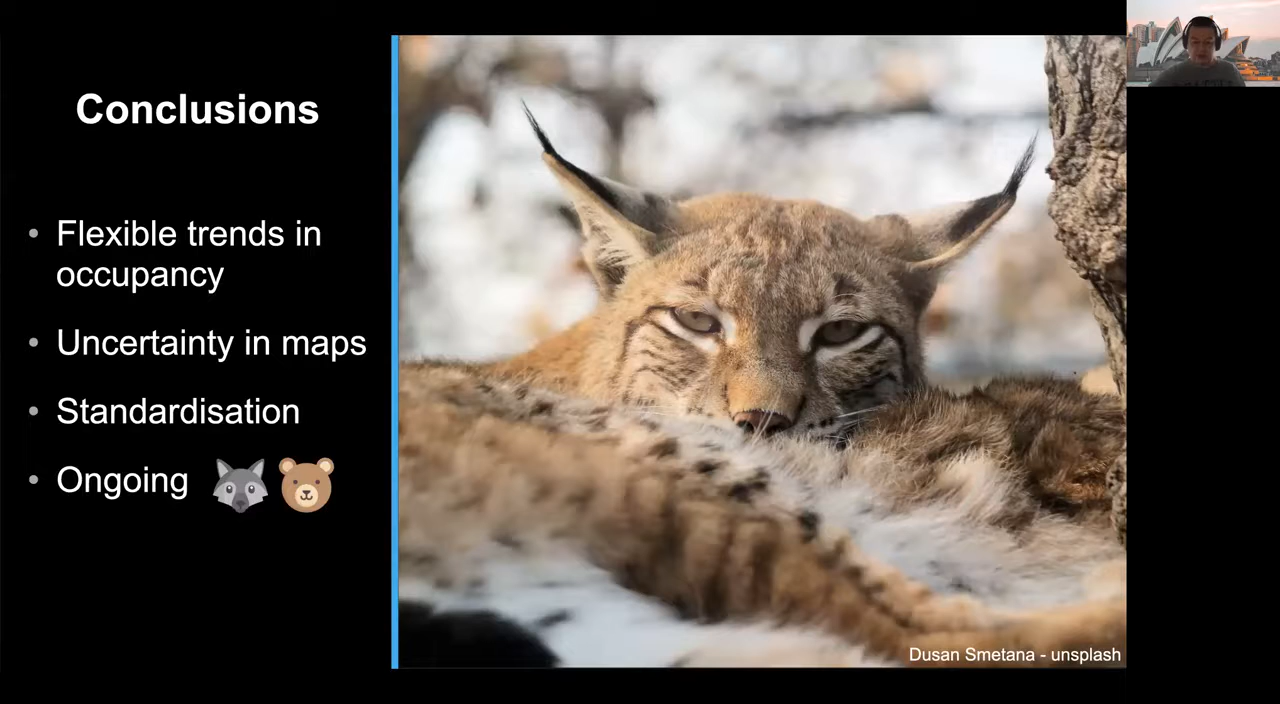 Conclusions
• Flexible trends in
occupancy
• Uncertainty in maps
• Standardisation
• Ongoing
Dusan Smetana - unsplash